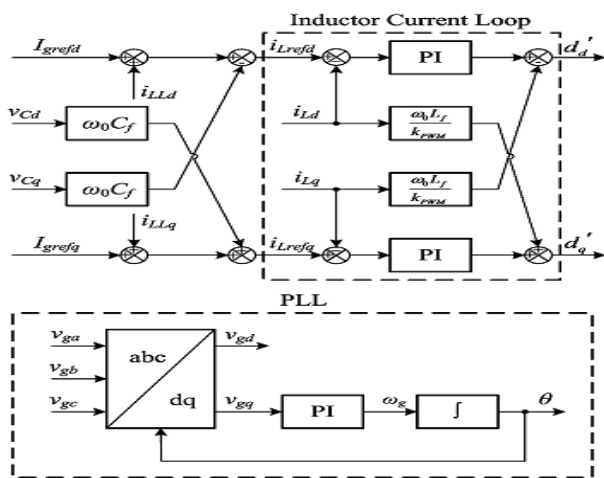 Inductor Current Loop
I_grefd i_Lrefd PI d_d'
i_LLd
v_Cd ω₀C_f i_Ld ω₀L_f / k_PWM
v_Cq ω₀C_f i_Lq ω₀L_f / k_PWM
i_LLq
I_grefq i_Lrefq PI d_q'
PLL
v_ga abc v_gd
v_gb
v_gc dq v_gq PI ω_g ∫ θ